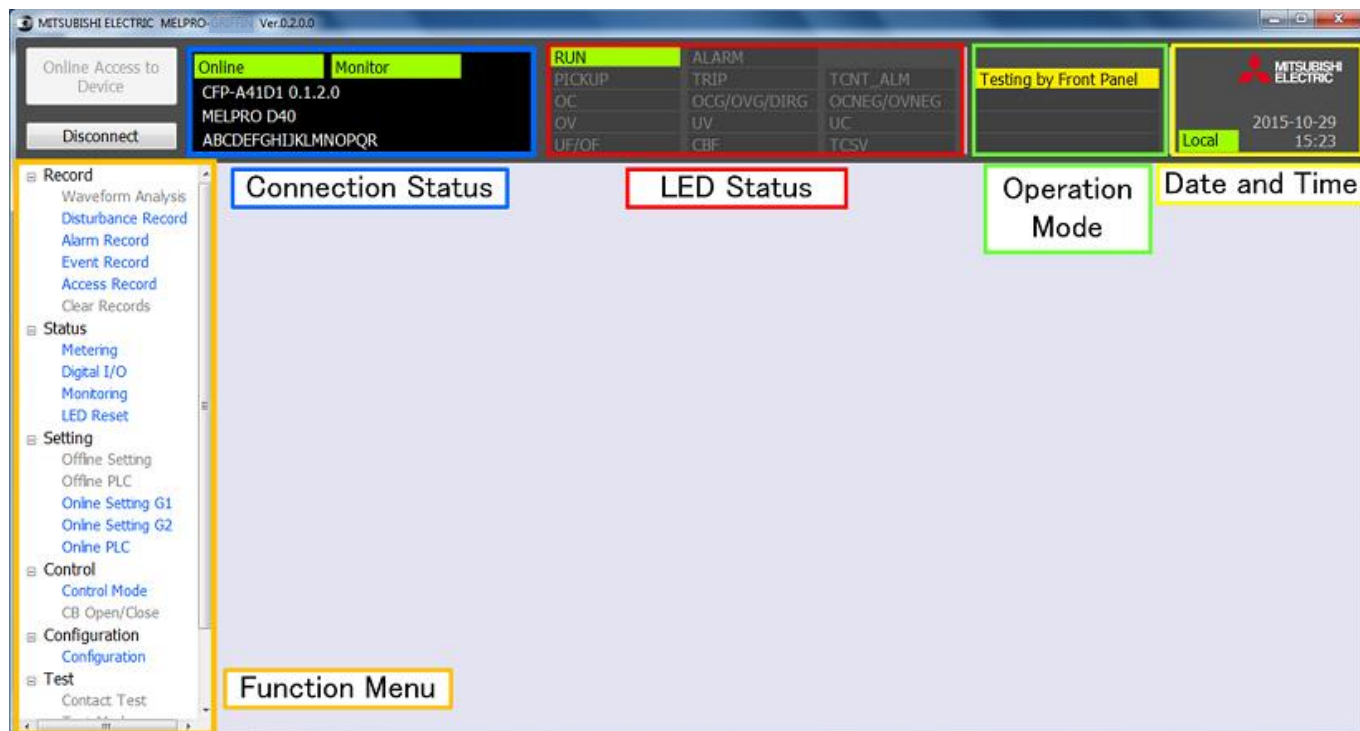 MITSUBISHI ELECTRIC MELPRO- Ver.0.2.0.0
Online Access to
Device
Disconnect
Online Monitor
CFP-A41D1 0.1.2.0
MELPRO D40
ABCDEFGHIJKLMNOPQR
RUN ALARM
PICKUP TRIP TCNT_ALM
OC OCG/OVG/DIRG OCNEG/OVNEG
OV UV UC
UF/OF CBF TCSV
Testing by Front Panel
MITSUBISHI
ELECTRIC
2015-10-29
Local 15:23
Connection Status
LED Status
Operation
Mode
Date and Time
Record
Waveform Analysis
Disturbance Record
Alarm Record
Event Record
Access Record
Clear Records
Status
Metering
Digital I/O
Monitoring
LED Reset
Setting
Offline Setting
Offline PLC
Online Setting G1
Online Setting G2
Online PLC
Control
Control Mode
CB Open/Close
Configuration
Configuration
Test
Contact Test
Function Menu